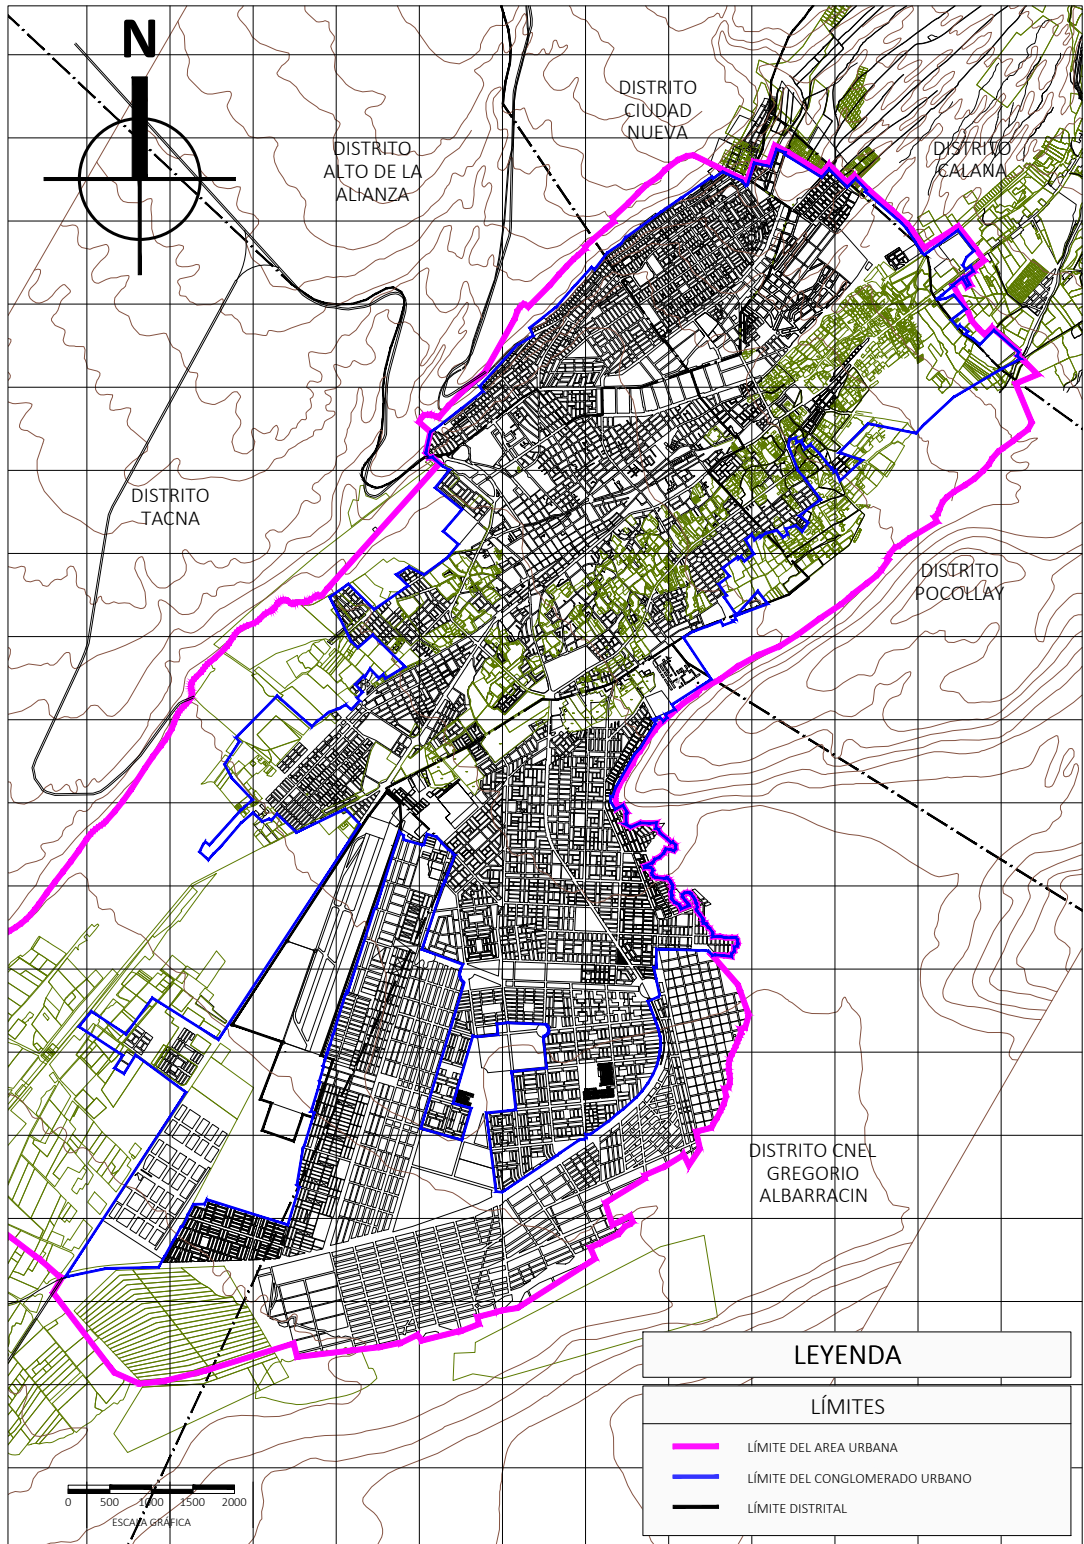 N
DISTRITO
CIUDAD
NUEVA
DISTRITO
ALTO DE LA
ALIANZA
DISTRITO
CALANA
DISTRITO
TACNA
DISTRITO
POCOLLAY
DISTRITO CNEL
GREGORIO
ALBARRACIN
LEYENDA
LÍMITES
LÍMITE DEL AREA URBANA
LÍMITE DEL CONGLOMERADO URBANO
LÍMITE DISTRITAL
0 500 1000 1500 2000
ESCALA GRÁFICA